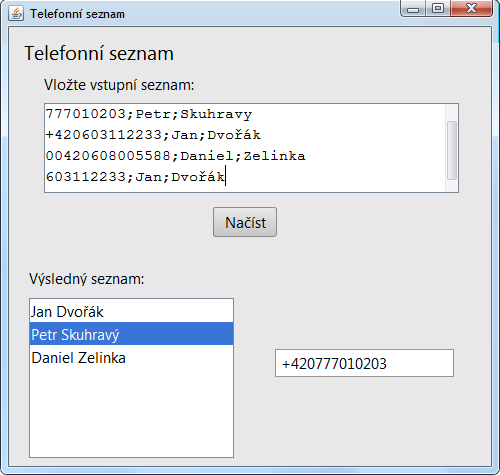 Telefonní seznam
Telefonní seznam
Vložte vstupní seznam:
777010203;Petr;Skuhravy
+420603112233;Jan;Dvořák
00420608005588;Daniel;Zelinka
603112233;Jan;Dvořák
Načíst
Výsledný seznam:
Jan Dvořák
Petr Skuhravý
Daniel Zelinka
+420777010203